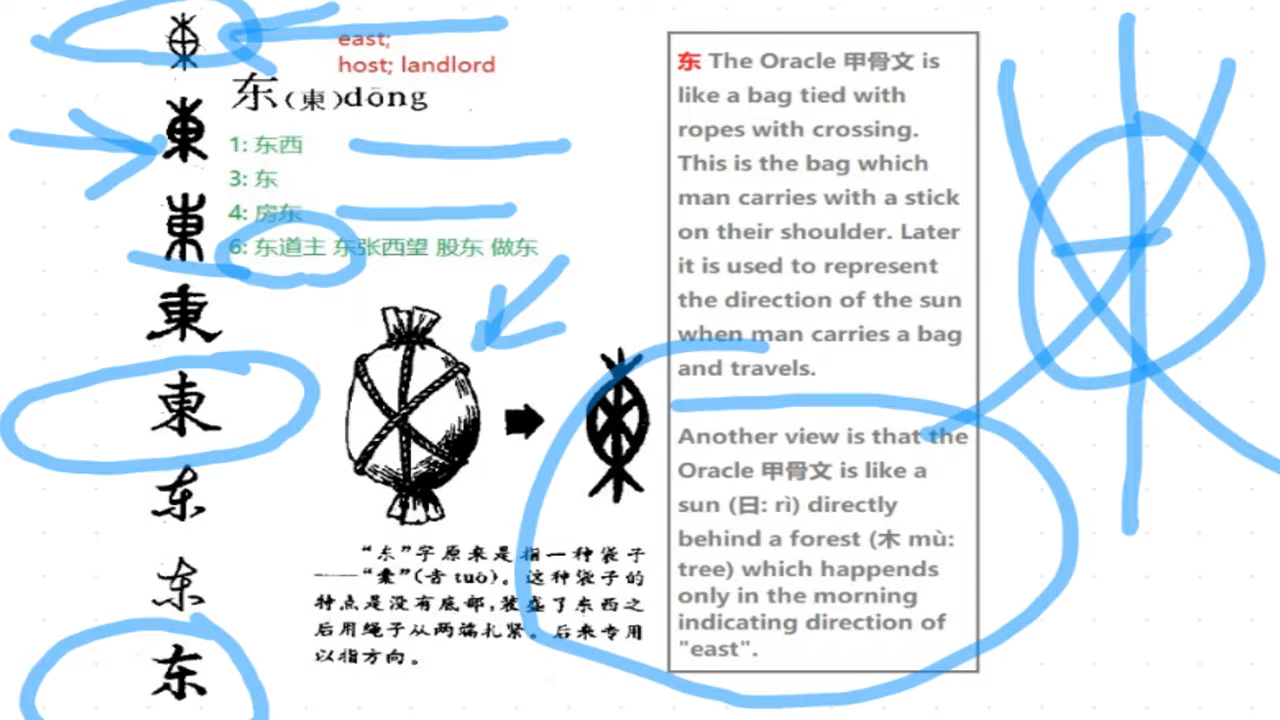 east;
host; landlord
东(東)dōng
1: 东西
3: 东
4: 房东
6: 东道主 东张西望 股东 做东
東
東
東
東
东
东
东
“东”字原来是指一种袋子
——“橐”(音 tuó)。这种袋子的
特点是没有底部,装盛了东西之
后用绳子从两端扎紧。后来专用
以指方向。
东 The Oracle 甲骨文 is
like a bag tied with
ropes with crossing.
This is the bag which
man carries with a stick
on their shoulder. Later
it is used to represent
the direction of the sun
when man carries a bag
and travels.
Another view is that the
Oracle 甲骨文 is like a
sun (日: rì) directly
behind a forest (木 mù:
tree) which happends
only in the morning
indicating direction of
"east".